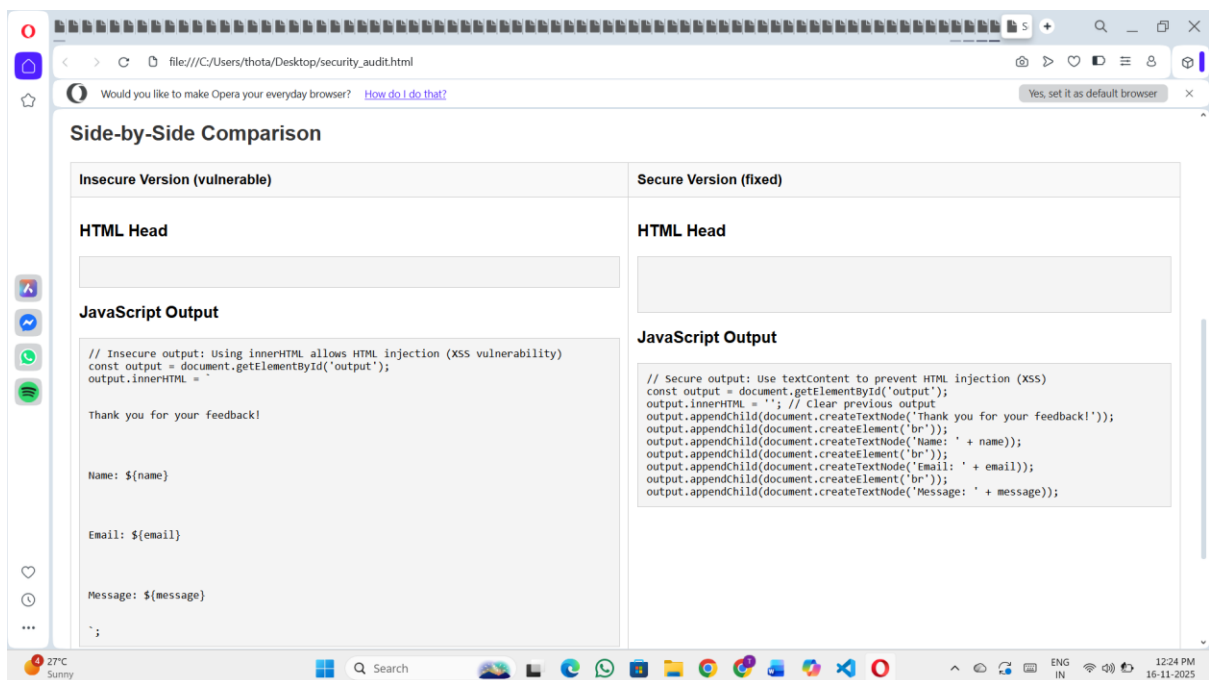 S
file:///C:/Users/thota/Desktop/security_audit.html
Would you like to make Opera your everyday browser? How do I do that? Yes, set it as default browser
Side-by-Side Comparison
Insecure Version (vulnerable)
HTML Head
JavaScript Output
// Insecure output: Using innerHTML allows HTML injection (XSS vulnerability)
const output = document.getElementById('output');
output.innerHTML = `
Thank you for your feedback!
Name: ${name}
Email: ${email}
Message: ${message}
`;
Secure Version (fixed)
HTML Head
JavaScript Output
// Secure output: Use textContent to prevent HTML injection (XSS)
const output = document.getElementById('output');
output.innerHTML = ''; // Clear previous output
output.appendChild(document.createTextNode('Thank you for your feedback!'));
output.appendChild(document.createElement('br'));
output.appendChild(document.createTextNode('Name: ' + name));
output.appendChild(document.createElement('br'));
output.appendChild(document.createTextNode('Email: ' + email));
output.appendChild(document.createElement('br'));
output.appendChild(document.createTextNode('Message: ' + message));
4
27°C
Sunny
Search
ENG
IN
12:24 PM
16-11-2025